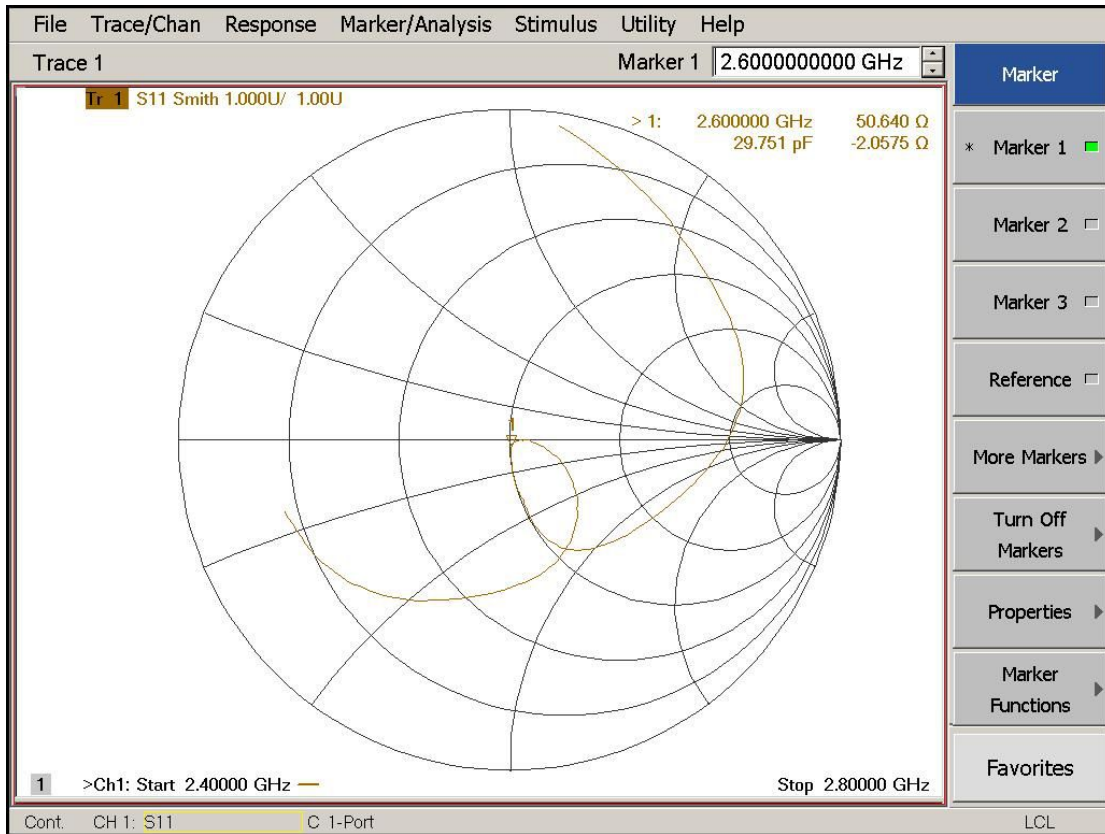 File Trace/Chan Response Marker/Analysis Stimulus Utility Help
Trace 1 Marker 1 2.6000000000 GHz
Marker
Tr 1 S11 Smith 1.000U/ 1.00U
> 1: 2.600000 GHz 50.640 Ω
29.751 pF -2.0575 Ω
* Marker 1
Marker 2
Marker 3
Reference
More Markers
Turn Off
Markers
Properties
Marker
Functions
Favorites
1
1 >Ch1: Start 2.40000 GHz Stop 2.80000 GHz
Cont. CH 1: S11 C 1-Port LCL